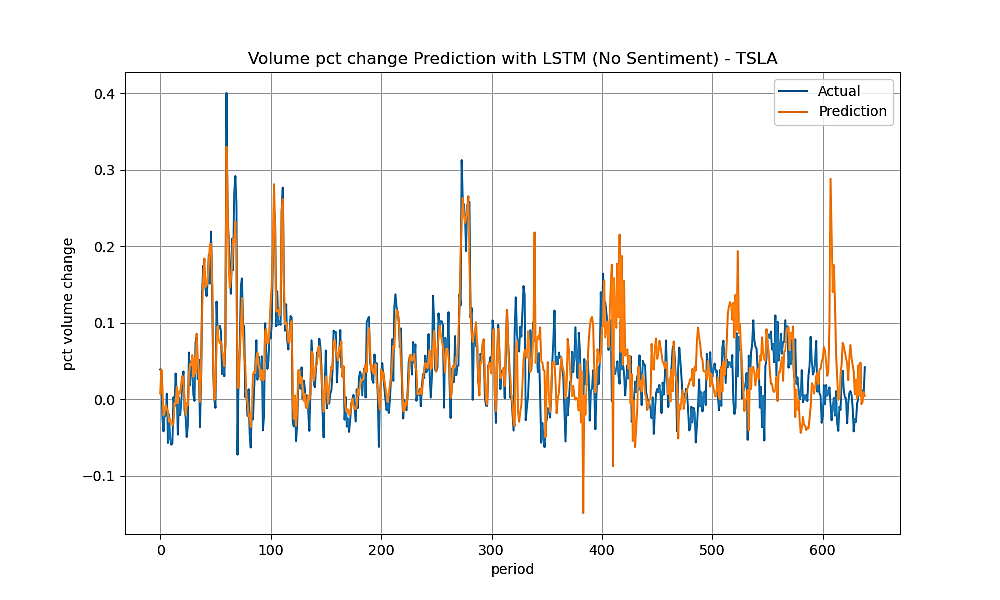 Volume pct change Prediction with LSTM (No Sentiment) - TSLA
Actual
Prediction
pct volume change
0.4
0.3
0.2
0.1
0.0
−0.1
0 100 200 300 400 500 600
period